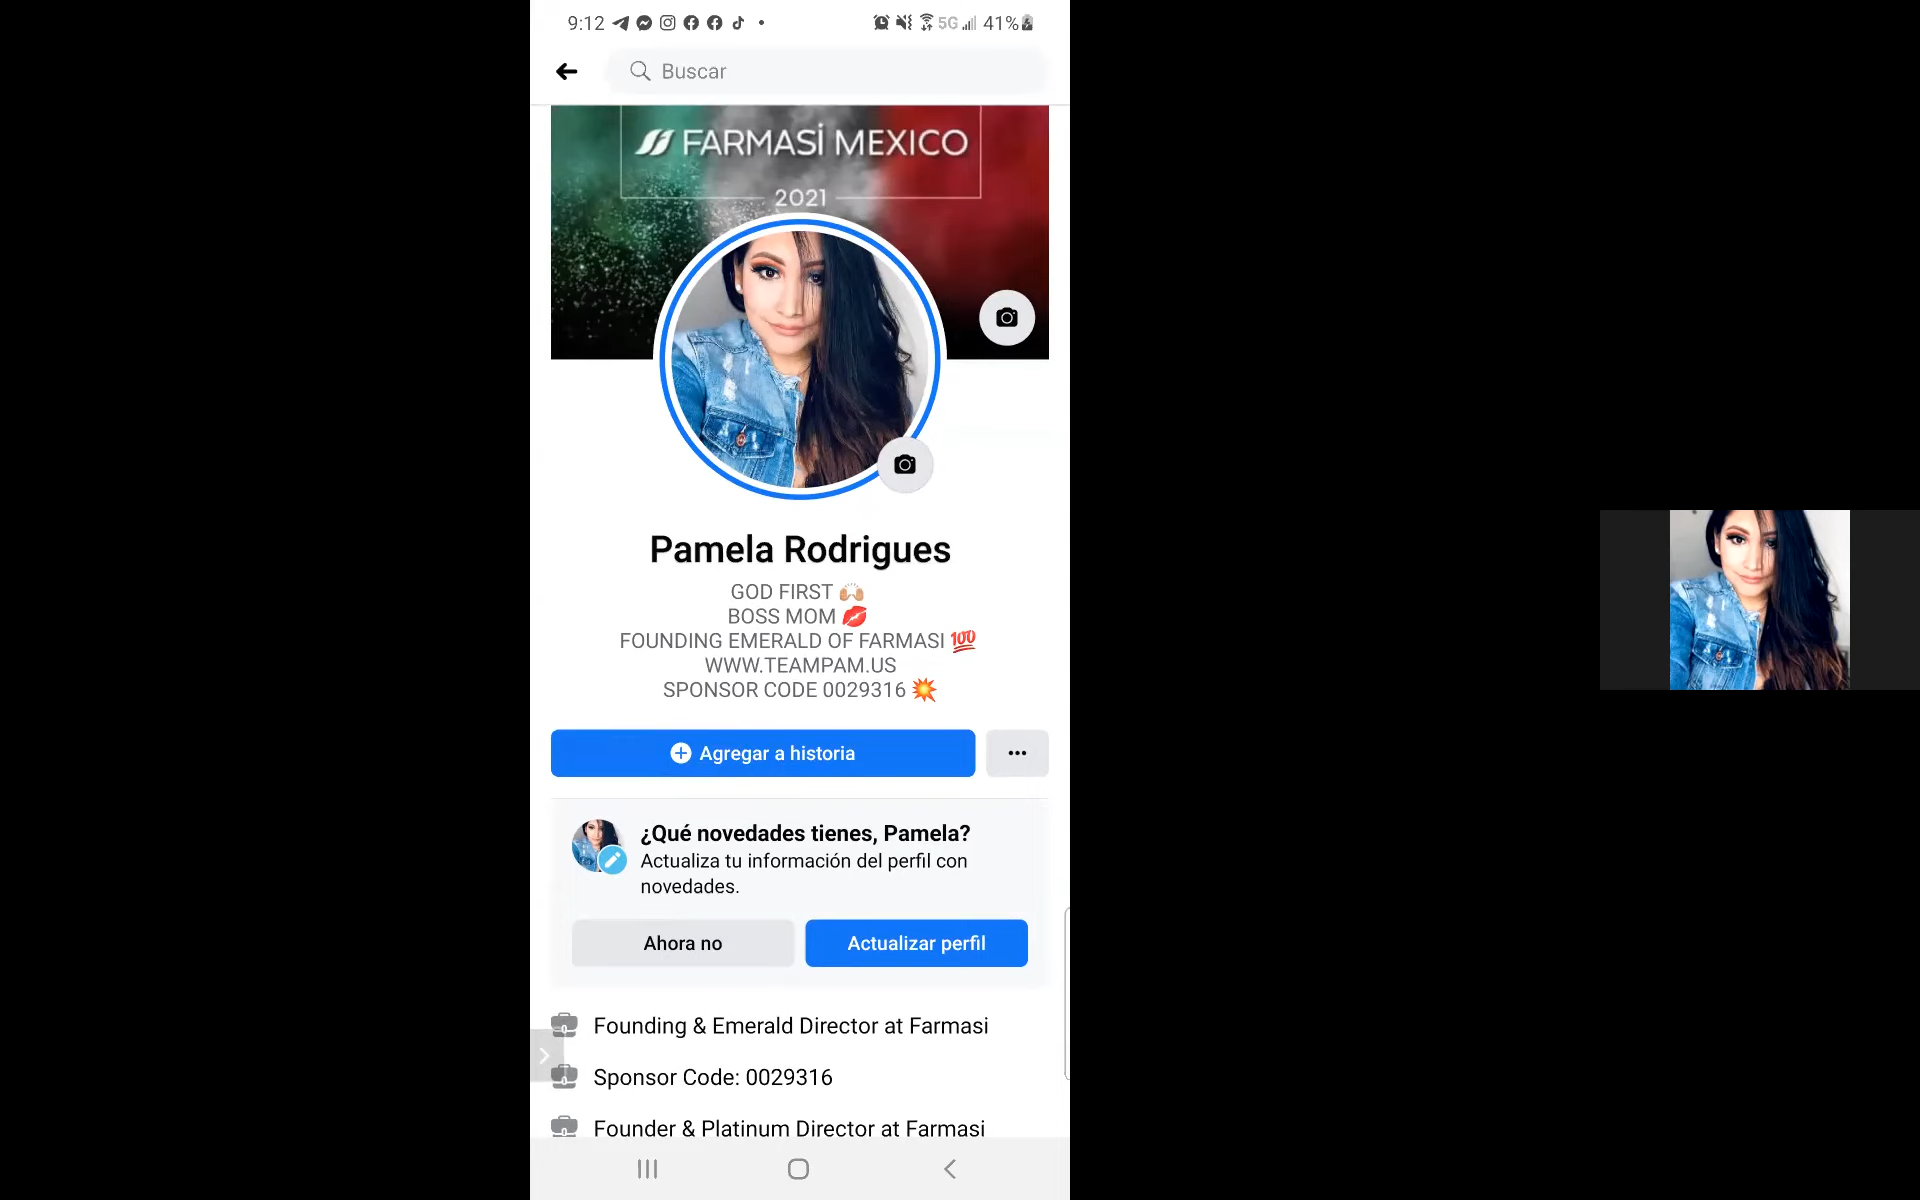 9:12
5G 41%
Buscar
FARMASİ MEXICO
2021
Pamela Rodrigues
GOD FIRST 🙌🏼
BOSS MOM 💋
FOUNDING EMERALD OF FARMASI 💯
WWW.TEAMPAM.US
SPONSOR CODE 0029316 💥
Agregar a historia
¿Qué novedades tienes, Pamela?
Actualiza tu información del perfil con
novedades.
Ahora no
Actualizar perfil
Founding & Emerald Director at Farmasi
Sponsor Code: 0029316
Founder & Platinum Director at Farmasi